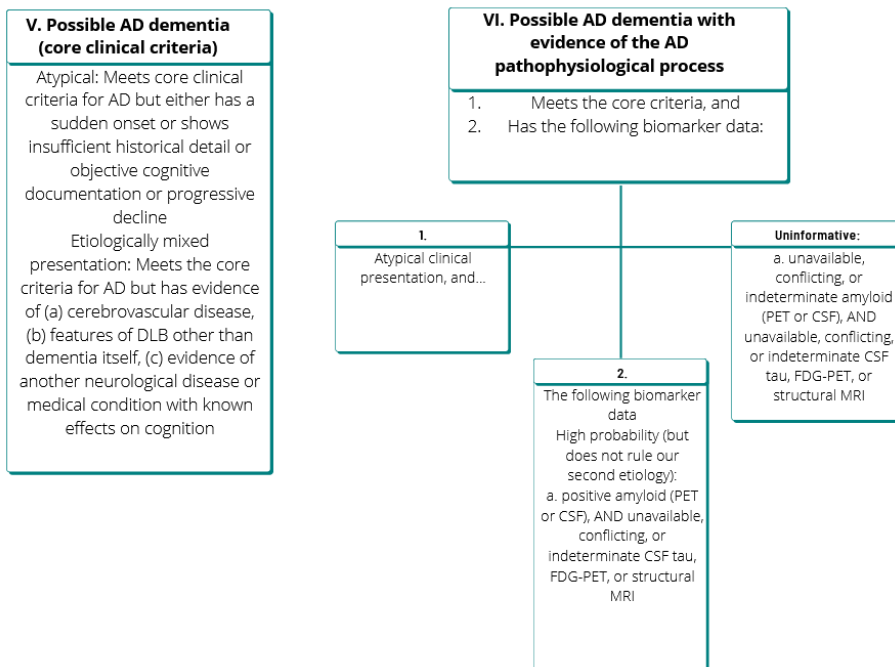 V. Possible AD dementia
(core clinical criteria)
Atypical: Meets core clinical
criteria for AD but either has a
sudden onset or shows
insufficient historical detail or
objective cognitive
documentation or progressive
decline
Etiologically mixed
presentation: Meets the core
criteria for AD but has evidence
of (a) cerebrovascular disease,
(b) features of DLB other than
dementia itself, (c) evidence of
another neurological disease or
medical condition with known
effects on cognition
VI. Possible AD dementia with
evidence of the AD
pathophysiological process
1. Meets the core criteria, and
2. Has the following biomarker data:
1.
Atypical clinical
presentation, and...
2.
The following biomarker
data
High probability (but
does not rule our
second etiology):
a. positive amyloid (PET
or CSF), AND unavailable,
conflicting, or
indeterminate CSF tau,
FDG-PET, or structural
MRI
Uninformative:
a. unavailable,
conflicting, or
indeterminate amyloid
(PET or CSF), AND
unavailable, conflicting,
or indeterminate CSF
tau, FDG-PET, or
structural MRI